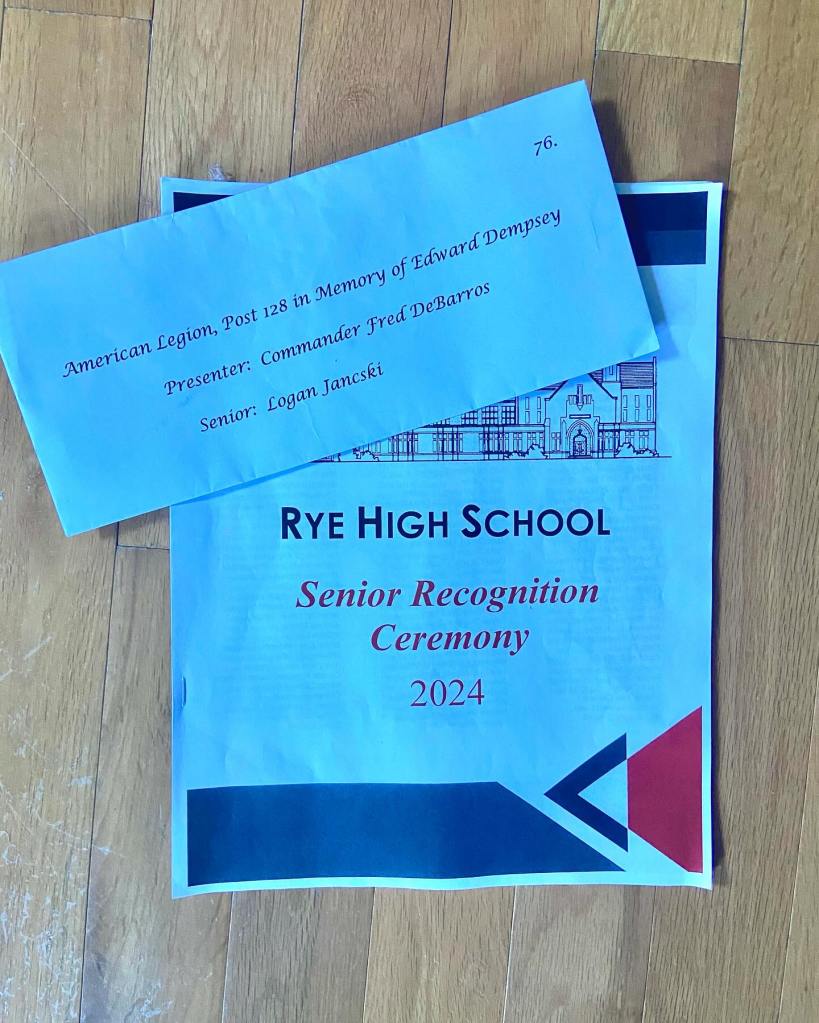 76.
American Legion, Post 128 in Memory of Edward Dempsey
Presenter: Commander Fred DeBarros
Senior: Logan Jancski
RYE HIGH SCHOOL
Senior Recognition
Ceremony
2024